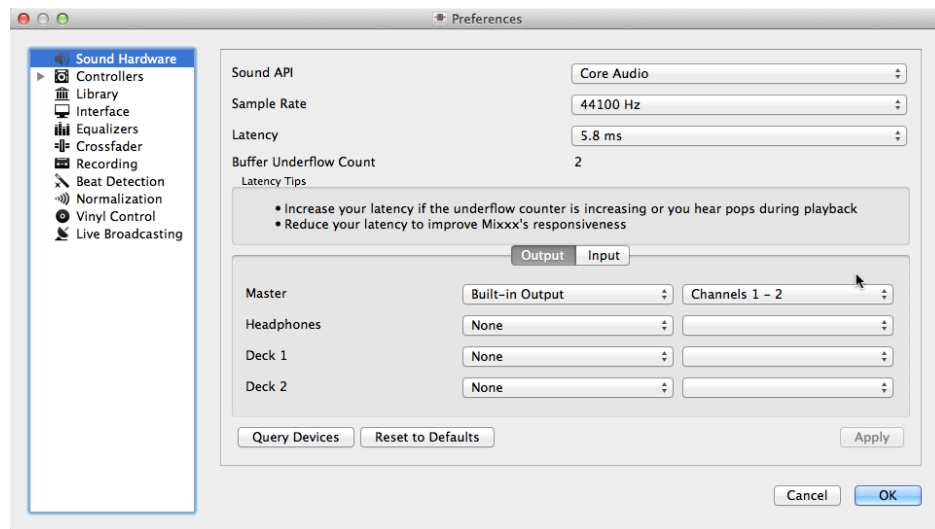 Preferences
Sound Hardware
Controllers
Library
Interface
Equalizers
Crossfader
Recording
Beat Detection
Normalization
Vinyl Control
Live Broadcasting
Sound API Core Audio
Sample Rate 44100 Hz
Latency 5.8 ms
Buffer Underflow Count 2
Latency Tips
• Increase your latency if the underflow counter is increasing or you hear pops during playback
• Reduce your latency to improve Mixxx's responsiveness
Output Input
Master Built-in Output Channels 1 – 2
Headphones None
Deck 1 None
Deck 2 None
Query Devices Reset to Defaults Apply
Cancel OK